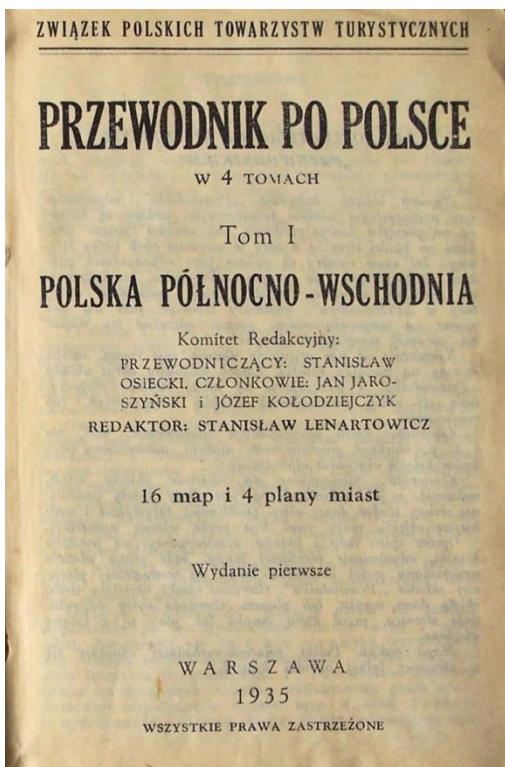 ZWIĄZEK POLSKICH TOWARZYSTW TURYSTYCZNYCH
PRZEWODNIK PO POLSCE
W 4 TOMACH
Tom I
POLSKA PÓŁNOCNO-WSCHODNIA
Komitet Redakcyjny:
PRZEWODNICZĄCY: STANISŁAW
OSIECKI, CZŁONKOWIE: JAN JARO-
SZYŃSKI i JÓZEF KOŁODZIEJCZYK
REDAKTOR: STANISŁAW LENARTOWICZ
16 map i 4 plany miast
Wydanie pierwsze
WARSZAWA
1935
WSZYSTKIE PRAWA ZASTRZEŻONE